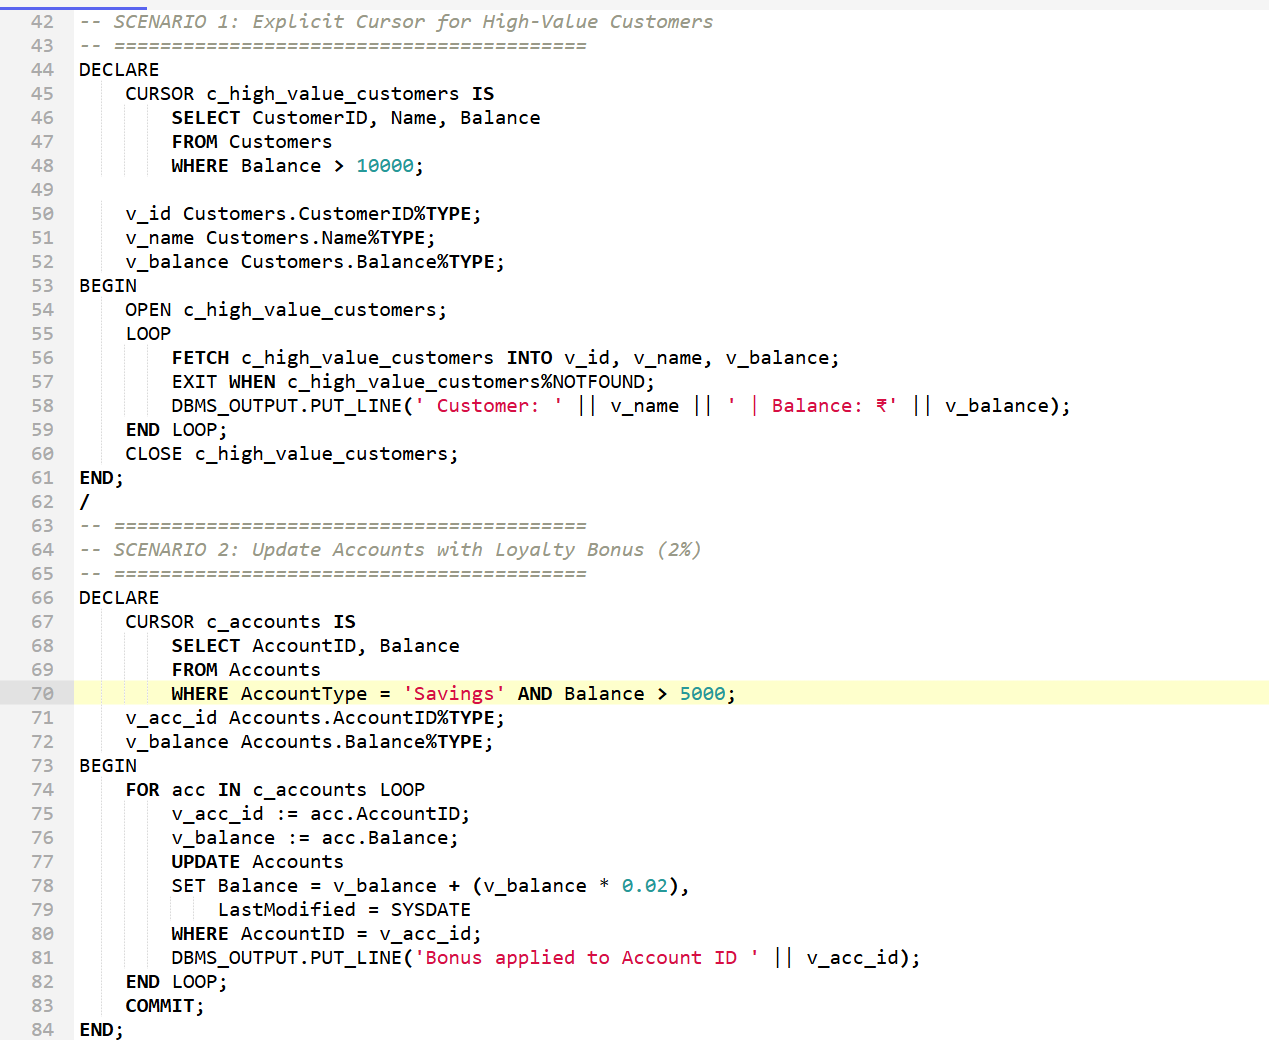 42 -- SCENARIO 1: Explicit Cursor for High-Value Customers
43 -- =========================================
44 DECLARE
45     CURSOR c_high_value_customers IS
46         SELECT CustomerID, Name, Balance
47         FROM Customers
48         WHERE Balance > 10000;
49
50     v_id Customers.CustomerID%TYPE;
51     v_name Customers.Name%TYPE;
52     v_balance Customers.Balance%TYPE;
53 BEGIN
54     OPEN c_high_value_customers;
55     LOOP
56         FETCH c_high_value_customers INTO v_id, v_name, v_balance;
57         EXIT WHEN c_high_value_customers%NOTFOUND;
58         DBMS_OUTPUT.PUT_LINE(' Customer: ' || v_name || ' | Balance: ₹' || v_balance);
59     END LOOP;
60     CLOSE c_high_value_customers;
61 END;
62 /
63 -- =========================================
64 -- SCENARIO 2: Update Accounts with Loyalty Bonus (2%)
65 -- =========================================
66 DECLARE
67     CURSOR c_accounts IS
68         SELECT AccountID, Balance
69         FROM Accounts
70         WHERE AccountType = 'Savings' AND Balance > 5000;
71     v_acc_id Accounts.AccountID%TYPE;
72     v_balance Accounts.Balance%TYPE;
73 BEGIN
74     FOR acc IN c_accounts LOOP
75         v_acc_id := acc.AccountID;
76         v_balance := acc.Balance;
77         UPDATE Accounts
78         SET Balance = v_balance + (v_balance * 0.02),
79             LastModified = SYSDATE
80         WHERE AccountID = v_acc_id;
81         DBMS_OUTPUT.PUT_LINE('Bonus applied to Account ID ' || v_acc_id);
82     END LOOP;
83     COMMIT;
84 END;